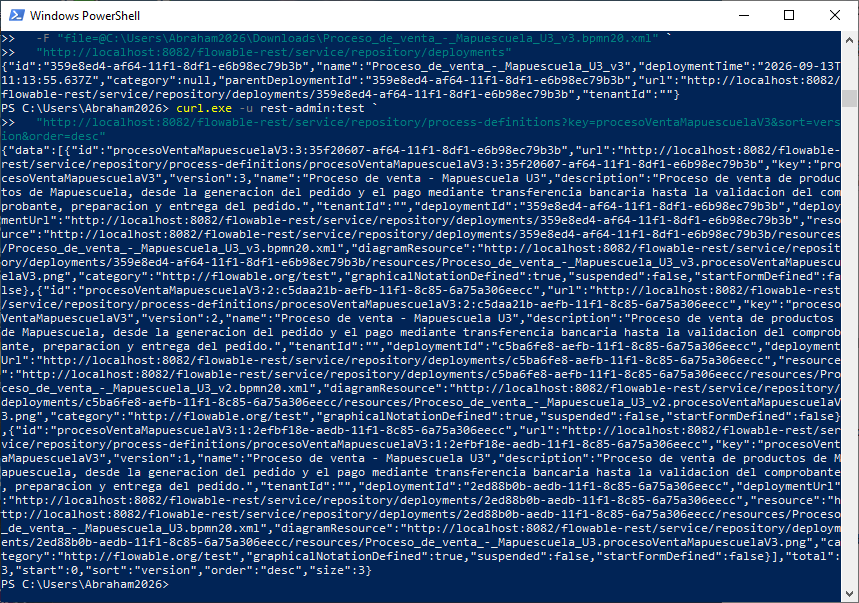 Windows PowerShell
>>   -F "file=@C:\Users\Abraham2026\Downloads\Proceso_de_venta_-_Mapuescuela_U3_v3.bpmn20.xml" `
>>   "http://localhost:8082/flowable-rest/service/repository/deployments"
{"id":"359e8ed4-af64-11f1-8df1-e6b98ec79b3b","name":"Proceso_de_venta_-_Mapuescuela_U3_v3","deploymentTime":"2026-09-13T
11:13:55.637Z","category":null,"parentDeploymentId":"359e8ed4-af64-11f1-8df1-e6b98ec79b3b","url":"http://localhost:8082/
flowable-rest/service/repository/deployments/359e8ed4-af64-11f1-8df1-e6b98ec79b3b","tenantId":""}
PS C:\Users\Abraham2026> curl.exe -u rest-admin:test `
>>   "http://localhost:8082/flowable-rest/service/repository/process-definitions?key=procesoVentaMapuescuelaV3&sort=vers
ion&order=desc"
{"data":[{"id":"procesoVentaMapuescuelaV3:3:35f20607-af64-11f1-8df1-e6b98ec79b3b","url":"http://localhost:8082/flowable-
rest/service/repository/process-definitions/procesoVentaMapuescuelaV3:3:35f20607-af64-11f1-8df1-e6b98ec79b3b","key":"pro
cesoVentaMapuescuelaV3","version":3,"name":"Proceso de venta - Mapuescuela U3","description":"Proceso de venta de produc
tos de Mapuescuela, desde la generacion del pedido y el pago mediante transferencia bancaria hasta la validacion del com
probante, preparacion y entrega del pedido.","tenantId":"","deploymentId":"359e8ed4-af64-11f1-8df1-e6b98ec79b3b","deploy
mentUrl":"http://localhost:8082/flowable-rest/service/repository/deployments/359e8ed4-af64-11f1-8df1-e6b98ec79b3b","reso
urce":"http://localhost:8082/flowable-rest/service/repository/deployments/359e8ed4-af64-11f1-8df1-e6b98ec79b3b/resources
/Proceso_de_venta_-_Mapuescuela_U3_v3.bpmn20.xml","diagramResource":"http://localhost:8082/flowable-rest/service/reposit
ory/deployments/359e8ed4-af64-11f1-8df1-e6b98ec79b3b/resources/Proceso_de_venta_-_Mapuescuela_U3_v3.procesoVentaMapuescu
elaV3.png","category":"http://flowable.org/test","graphicalNotationDefined":true,"suspended":false,"startFormDefined":fa
lse},{"id":"procesoVentaMapuescuelaV3:2:c5daa21b-aefb-11f1-8c85-6a75a306eecc","url":"http://localhost:8082/flowable-rest
/service/repository/process-definitions/procesoVentaMapuescuelaV3:2:c5daa21b-aefb-11f1-8c85-6a75a306eecc","key":"proceso
VentaMapuescuelaV3","version":2,"name":"Proceso de venta - Mapuescuela U3","description":"Proceso de venta de productos
de Mapuescuela, desde la generacion del pedido y el pago mediante transferencia bancaria hasta la validacion del comprob
ante, preparacion y entrega del pedido.","tenantId":"","deploymentId":"c5ba6fe8-aefb-11f1-8c85-6a75a306eecc","deployment
Url":"http://localhost:8082/flowable-rest/service/repository/deployments/c5ba6fe8-aefb-11f1-8c85-6a75a306eecc","resource
":"http://localhost:8082/flowable-rest/service/repository/deployments/c5ba6fe8-aefb-11f1-8c85-6a75a306eecc/resources/Pro
ceso_de_venta_-_Mapuescuela_U3_v2.bpmn20.xml","diagramResource":"http://localhost:8082/flowable-rest/service/repository/
deployments/c5ba6fe8-aefb-11f1-8c85-6a75a306eecc/resources/Proceso_de_venta_-_Mapuescuela_U3_v2.procesoVentaMapuescuelaV
3.png","category":"http://flowable.org/test","graphicalNotationDefined":true,"suspended":false,"startFormDefined":false}
,{"id":"procesoVentaMapuescuelaV3:1:2efbf18e-aedb-11f1-8c85-6a75a306eecc","url":"http://localhost:8082/flowable-rest/ser
vice/repository/process-definitions/procesoVentaMapuescuelaV3:1:2efbf18e-aedb-11f1-8c85-6a75a306eecc","key":"procesoVent
aMapuescuelaV3","version":1,"name":"Proceso de venta - Mapuescuela U3","description":"Proceso de venta de productos de M
apuescuela, desde la generacion del pedido y el pago mediante transferencia bancaria hasta la validacion del comprobante
, preparacion y entrega del pedido.","tenantId":"","deploymentId":"2ed88b0b-aedb-11f1-8c85-6a75a306eecc","deploymentUrl"
:"http://localhost:8082/flowable-rest/service/repository/deployments/2ed88b0b-aedb-11f1-8c85-6a75a306eecc","resource":"h
ttp://localhost:8082/flowable-rest/service/repository/deployments/2ed88b0b-aedb-11f1-8c85-6a75a306eecc/resources/Proceso
_de_venta_-_Mapuescuela_U3.bpmn20.xml","diagramResource":"http://localhost:8082/flowable-rest/service/repository/deploym
ents/2ed88b0b-aedb-11f1-8c85-6a75a306eecc/resources/Proceso_de_venta_-_Mapuescuela_U3.procesoVentaMapuescuelaV3.png","ca
tegory":"http://flowable.org/test","graphicalNotationDefined":true,"suspended":false,"startFormDefined":false}],"total":
3,"start":0,"sort":"version","order":"desc","size":3}
PS C:\Users\Abraham2026>